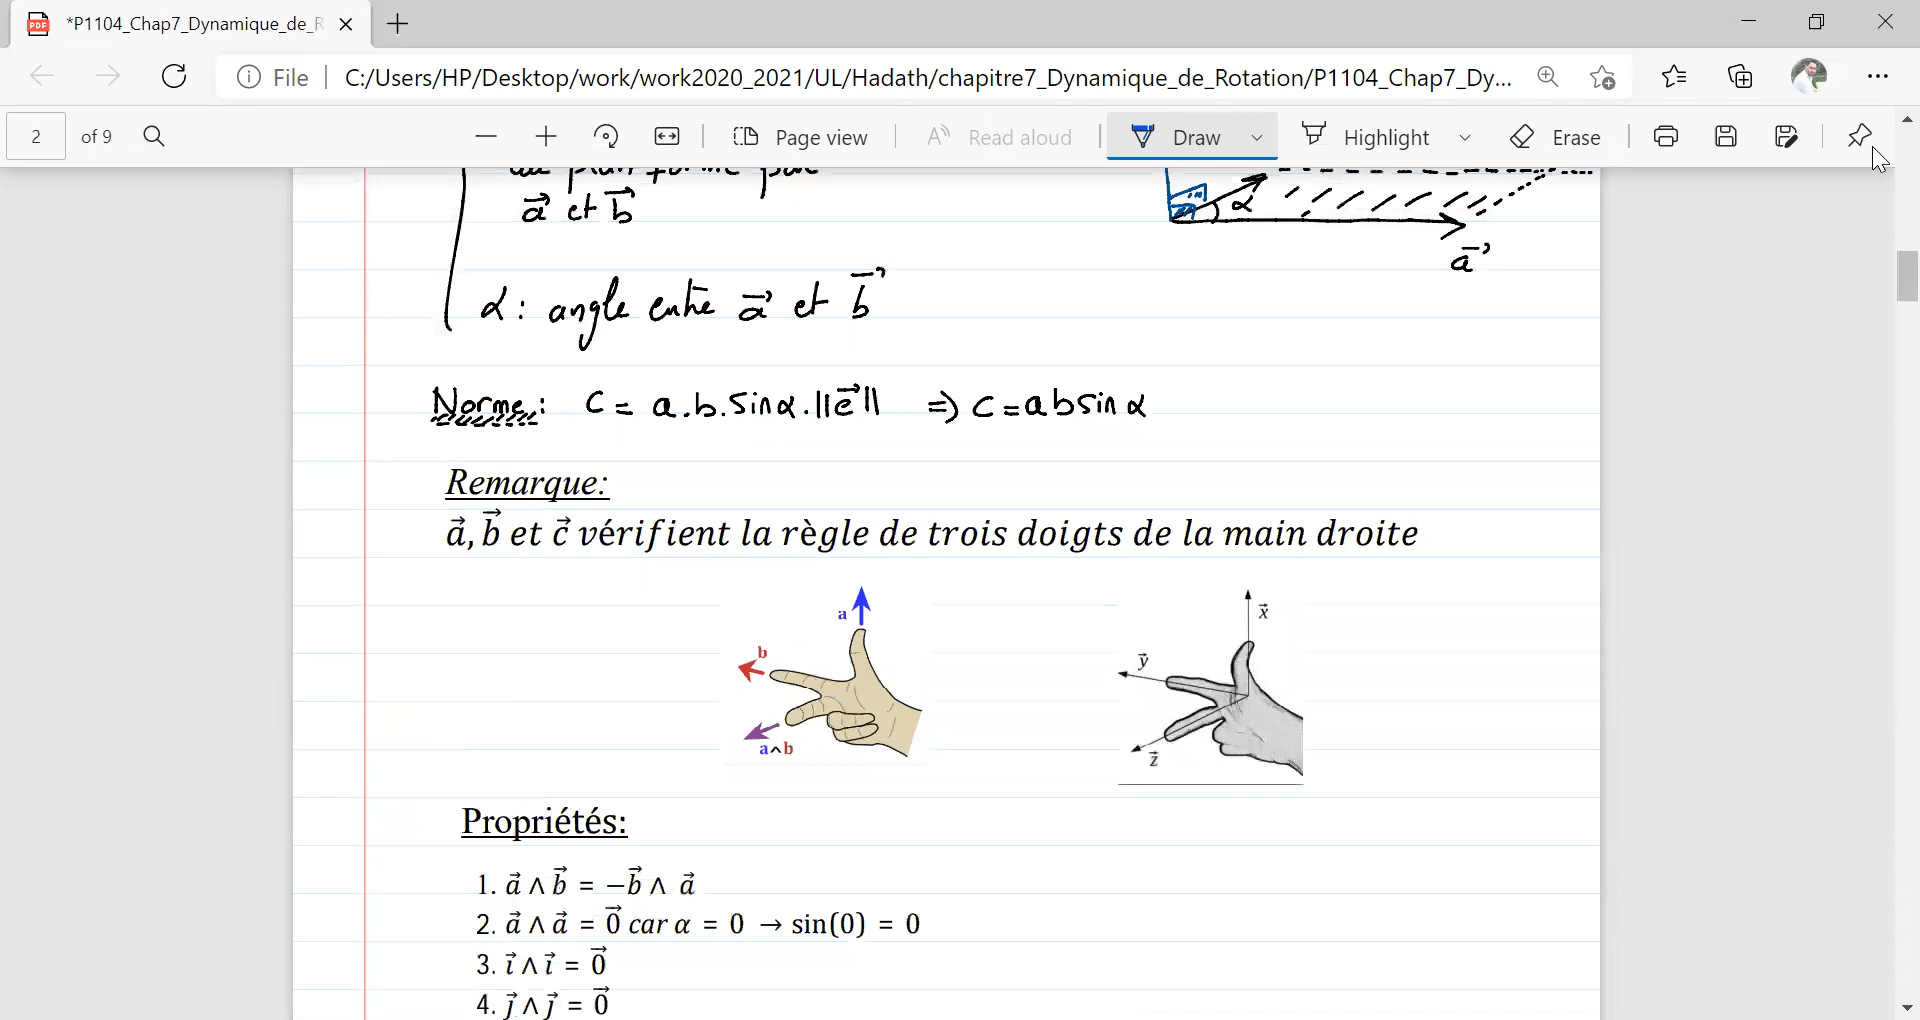 *P1104_Chap7_Dynamique_de_R
File
C:/Users/HP/Desktop/work/work2020_2021/UL/Hadath/chapitre7_Dynamique_de_Rotation/P1104_Chap7_Dy...
2 of 9
Page view
Read aloud
Draw
Highlight
Erase
a⃗ et b⃗
α
a⃗
α : angle entre a⃗ et b⃗
Norme : C = a.b.sinα.||e⃗|| ⇒ C = a b sin α
Remarque:
a⃗, b⃗ et c⃗ vérifient la règle de trois doigts de la main droite
a
b
a∧b
x⃗
y⃗
z⃗
Propriétés:
1. a⃗ ∧ b⃗ = −b⃗ ∧ a⃗
2. a⃗ ∧ a⃗ = 0⃗ car α = 0 → sin(0) = 0
3. ı⃗ ∧ ı⃗ = 0⃗
4. ȷ⃗ ∧ ȷ⃗ = 0⃗